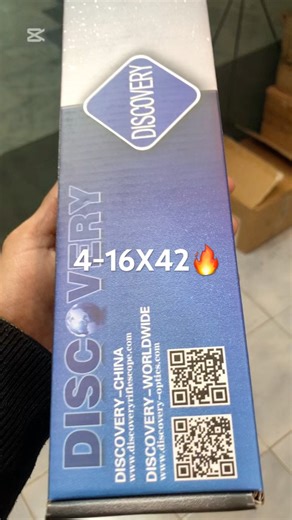 DISCOVERY
4-16X42🔥
DISCOVERY
DISCOVERY-CHINA
www.discoveryriflescope.com
DISCOVERY-WORLDWIDE
www.discovery-optics.com